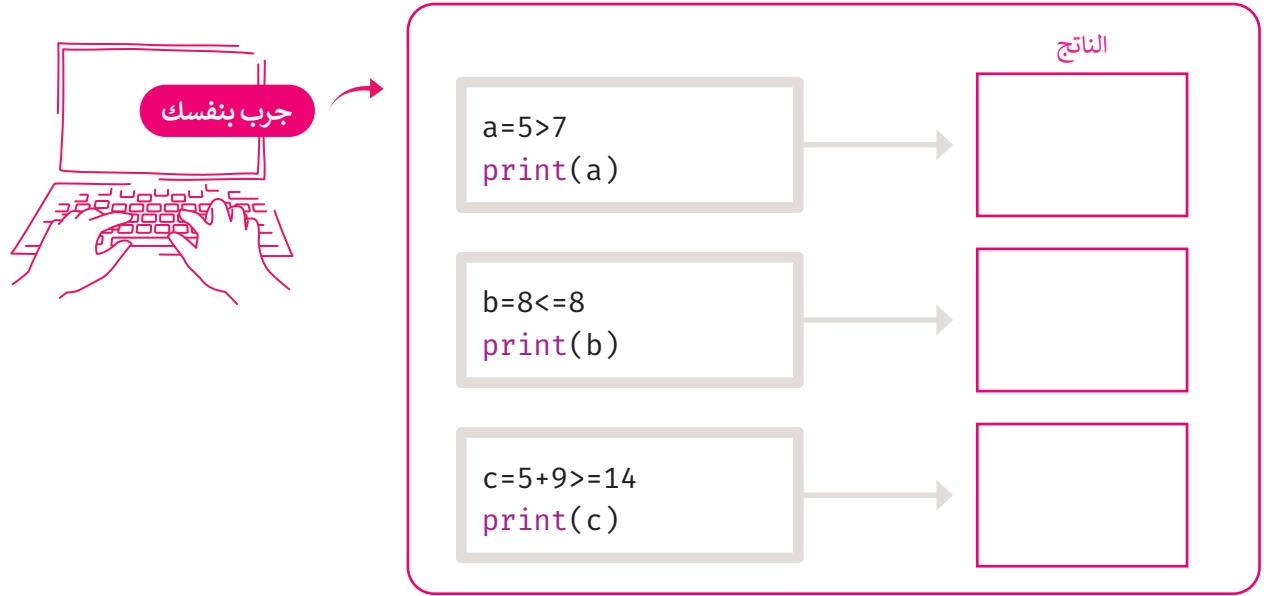 جرب بنفسك
الناتج
a=5>7
print(a)
b=8<=8
print(b)
c=5+9>=14
print(c)